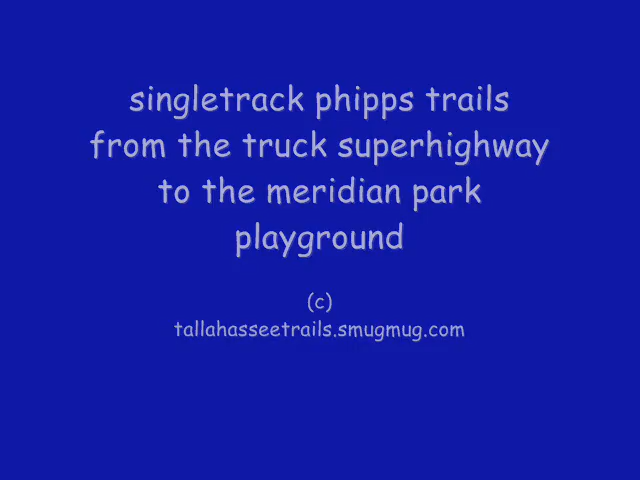 singletrack phipps trails
from the truck superhighway
to the meridian park
playground
(c)
tallahasseetrails.smugmug.com